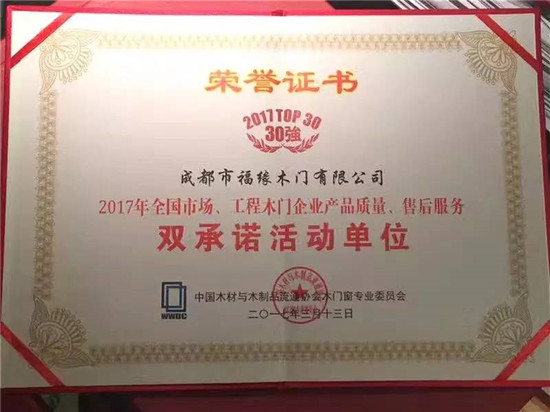 荣誉证书
2017 TOP 30
30強
成都市福缘木门有限公司
2017年全国市场、工程木门企业产品质量、售后服务
双承诺活动单位
WWDC
中国木材与木制品流通协会木门窗专业委员会
二〇一七年三月十三日